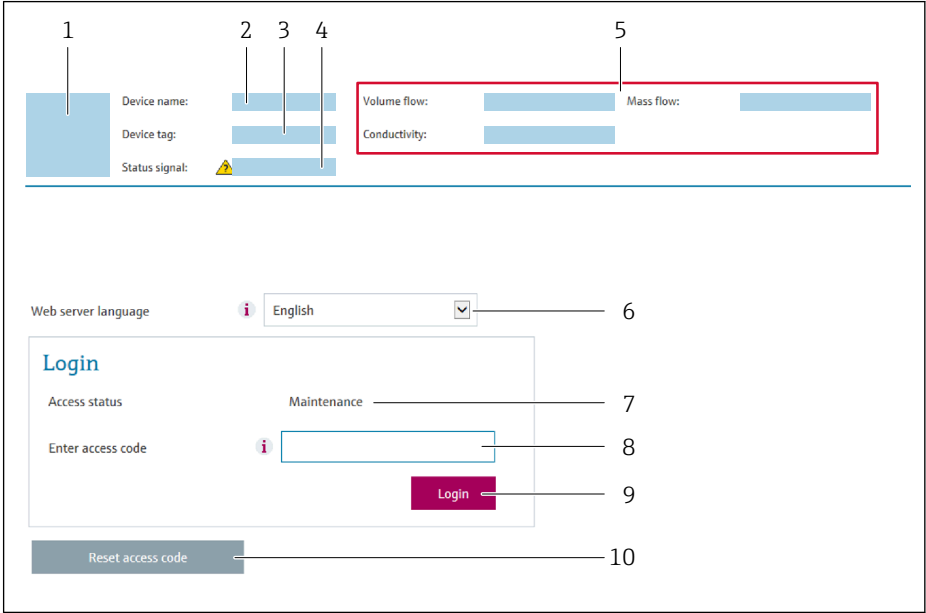 1 2 3 4 5
Device name: Volume flow: Mass flow:
Device tag: Conductivity:
Status signal: ?
Web server language i English 6
Login
Access status Maintenance 7
Enter access code i 8
Login 9
Reset access code 10